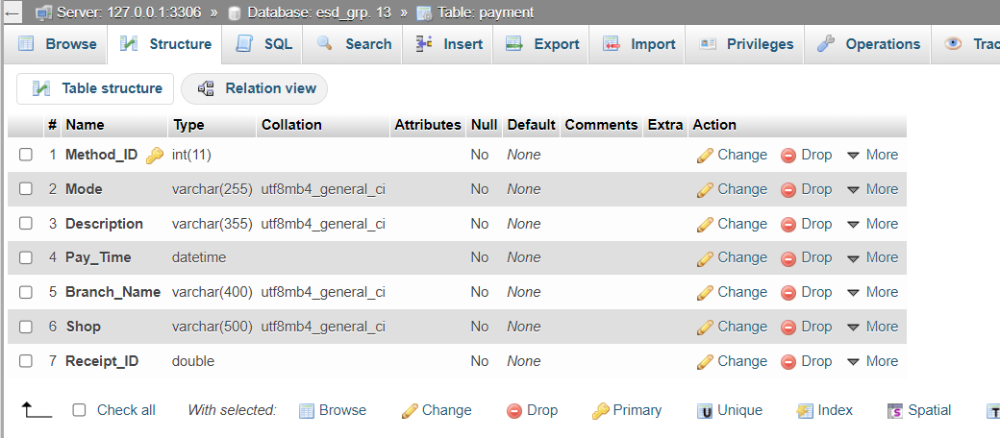 ← Server: 127.0.0.1:3306 » Database: esd_grp. 13 » Table: payment
Browse Structure SQL Search Insert Export Import Privileges Operations
Table structure Relation view
# Name Type Collation Attributes Null Default Comments Extra Action
1 Method_ID int(11) No None Change Drop More
2 Mode varchar(255) utf8mb4_general_ci No None Change Drop More
3 Description varchar(355) utf8mb4_general_ci No None Change Drop More
4 Pay_Time datetime No None Change Drop More
5 Branch_Name varchar(400) utf8mb4_general_ci No None Change Drop More
6 Shop varchar(500) utf8mb4_general_ci No None Change Drop More
7 Receipt_ID double No None Change Drop More
Check all With selected: Browse Change Drop Primary Unique Index Spatial